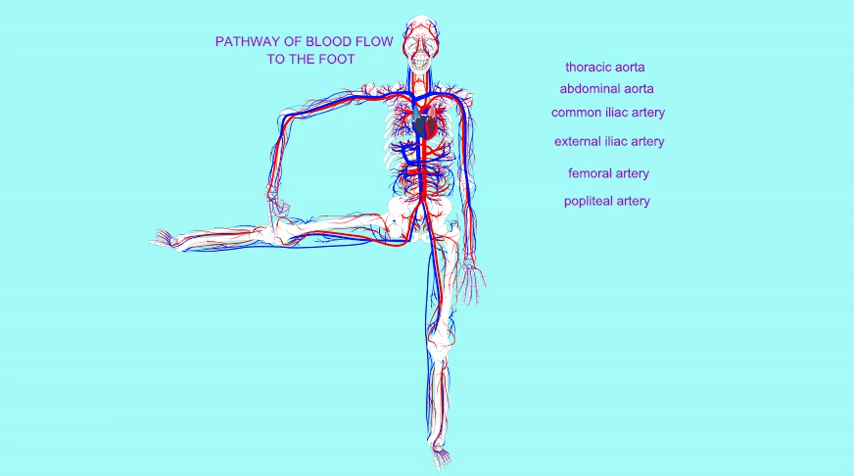 PATHWAY OF BLOOD FLOW
TO THE FOOT
thoracic aorta
abdominal aorta
common iliac artery
external iliac artery
femoral artery
popliteal artery